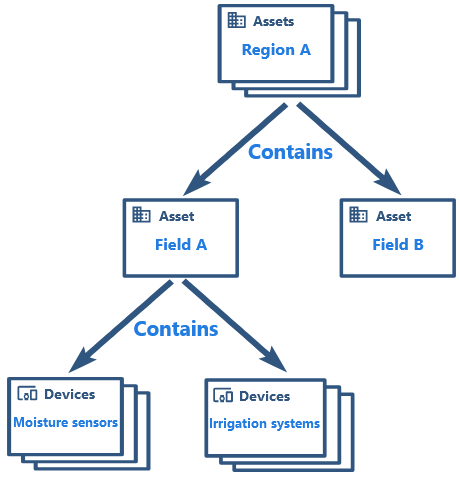 Assets
Region A
Contains
Asset
Field A
Asset
Field B
Contains
Devices
Moisture sensors
Devices
Irrigation systems